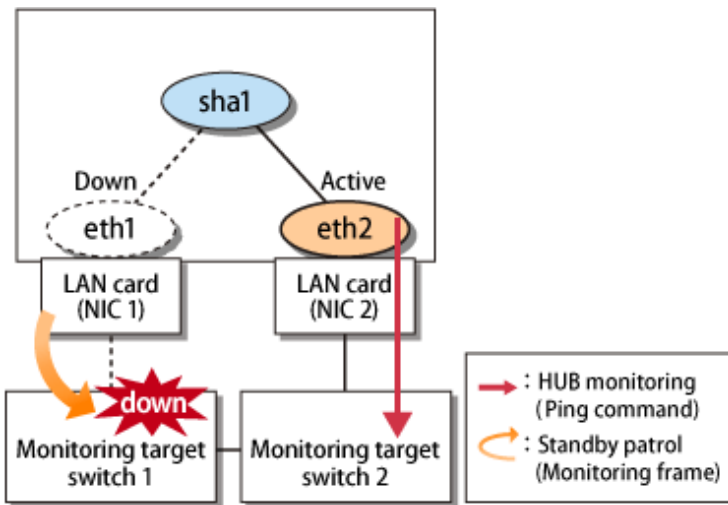 sha1
Down
Active
eth1
eth2
LAN card
(NIC 1)
LAN card
(NIC 2)
down
Monitoring target
switch 1
Monitoring target
switch 2
: HUB monitoring
(Ping command)
: Standby patrol
(Monitoring frame)